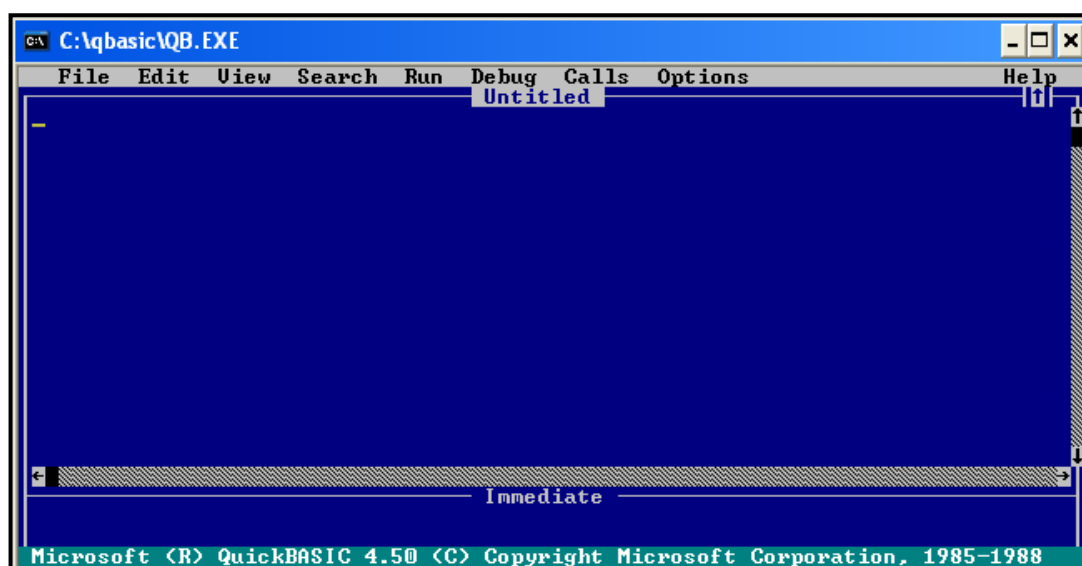 C:\qbasic\QB.EXE
File Edit View Search Run Debug Calls Options Help
Untitled
Immediate
Microsoft (R) QuickBASIC 4.50 (C) Copyright Microsoft Corporation, 1985-1988